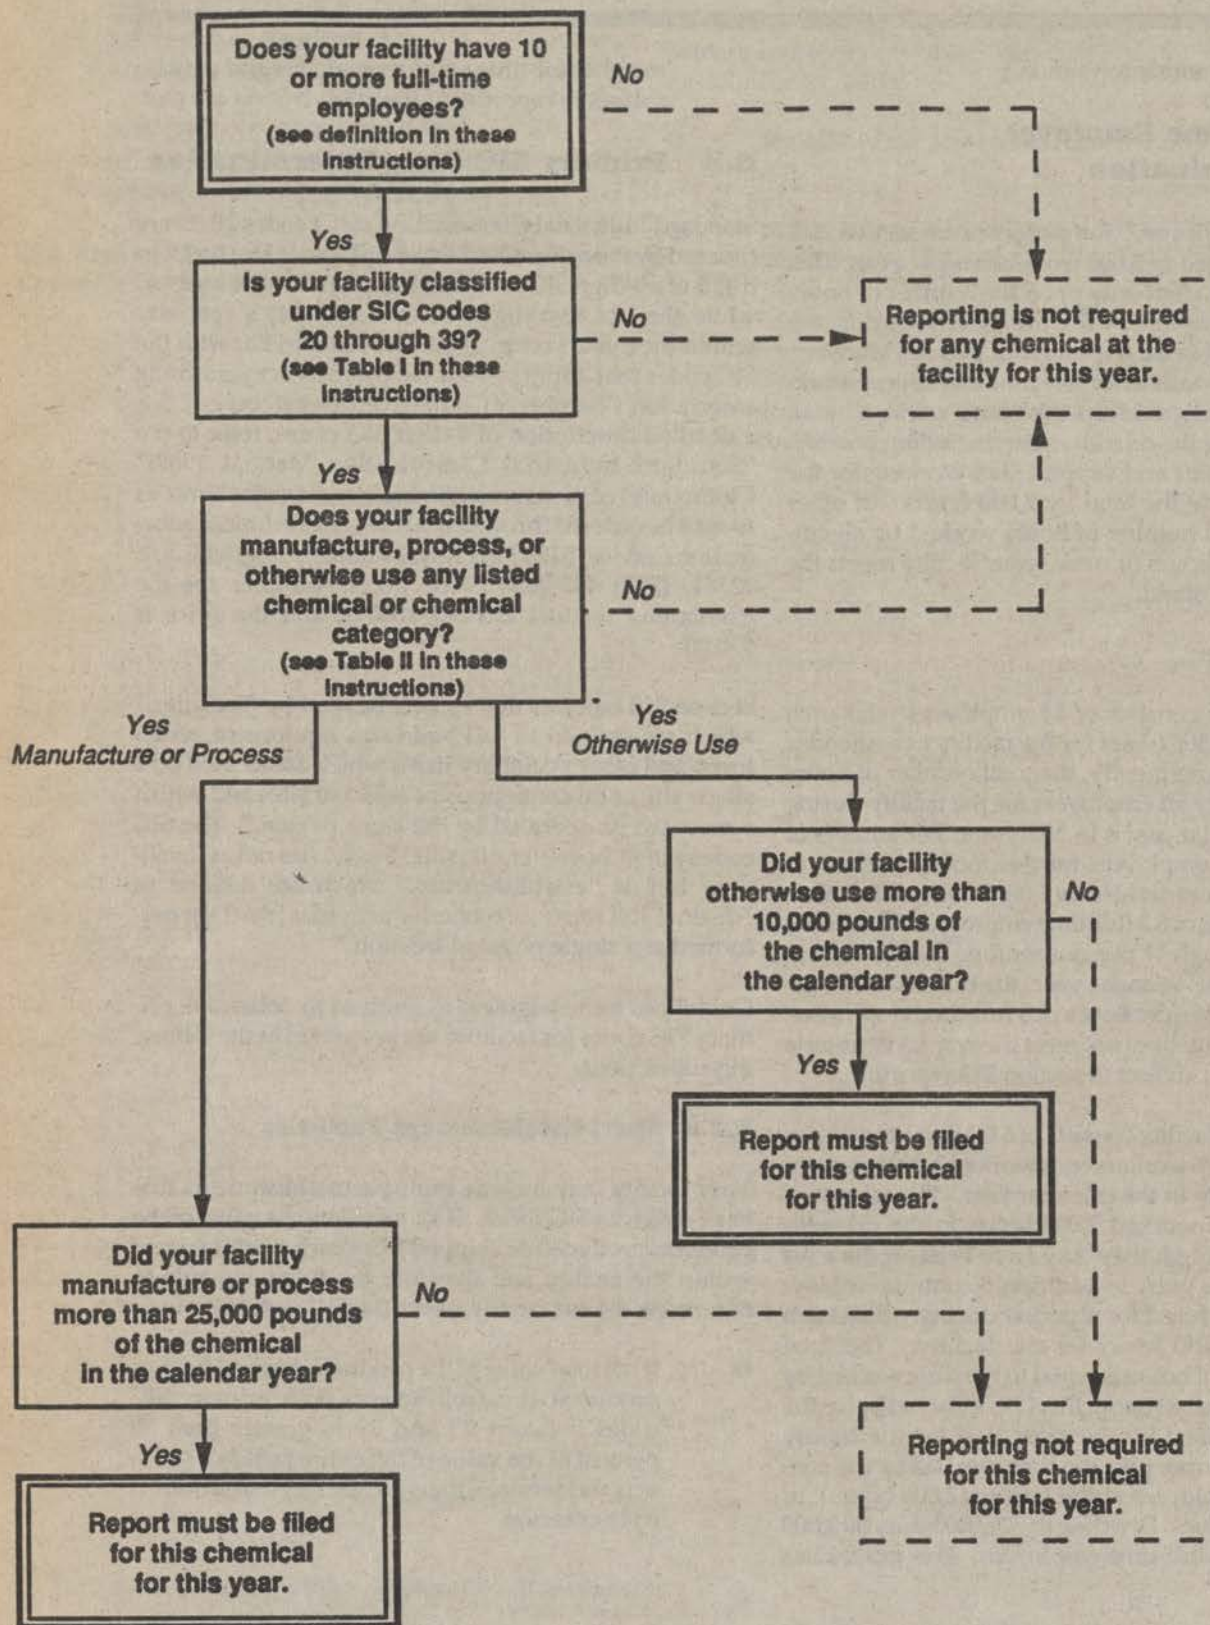 Does your facility have 10
or more full-time
employees?
(see definition in these
instructions)
No
Yes
Is your facility classified
under SIC codes
20 through 39?
(see Table I in these
instructions)
No
Reporting is not required
for any chemical at the
facility for this year.
Yes
Does your facility
manufacture, process, or
otherwise use any listed
chemical or chemical
category?
(see Table II in these
instructions)
No
Yes
Manufacture or Process
Yes
Otherwise Use
Did your facility
otherwise use more than
10,000 pounds of
the chemical in
the calendar year?
No
Yes
Report must be filed
for this chemical
for this year.
Did your facility
manufacture or process
more than 25,000 pounds
of the chemical
in the calendar year?
No
Reporting not required
for this chemical
for this year.
Yes
Report must be filed
for this chemical
for this year.